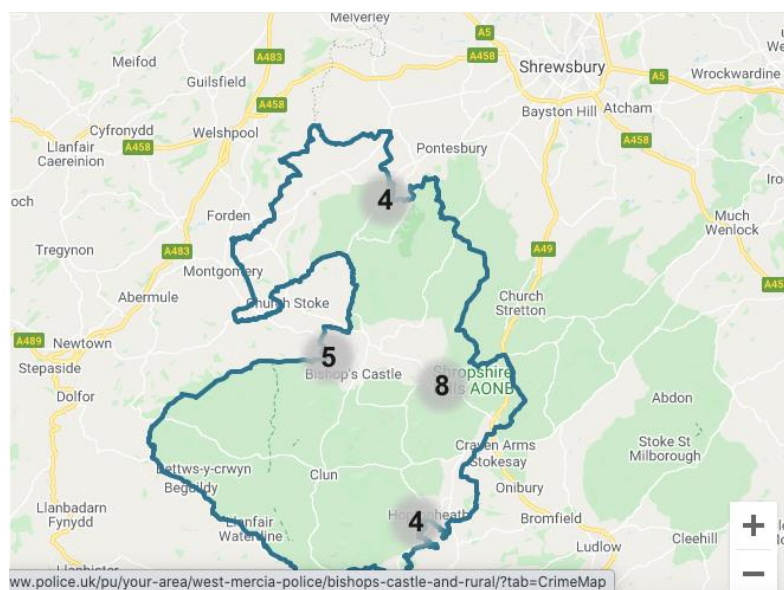 Melverley
A5
A483
A458
Meifod
Shrewsbury
Guilsfield
A5
Wrockwardine
A458
Bayston Hill
Atcham
Cyfronydd
A458
Welshpool
A458
Llanfair
Caereinion
Pontesbury
4
Forden
Much
Wenlock
Tregynon
A483
A49
Montgomery
Abermule
Church Stoke
Church
Stretton
A489
Newtown
Stepaside
5
Bishop's Castle
8
Shropshire
AONB
Dolfor
Abdon
Craven Arms
Stokesay
Stoke St
Milborough
Bettws-y-crwyn
Beguildy
Clun
Onibury
Llanbadarn
Fynydd
Llanfair
Waterdine
4
Bromfield
Cleehill
Ludlow
+
−
ww.police.uk/pu/your-area/west-mercia-police/bishops-castle-and-rural/?tab=CrimeMap